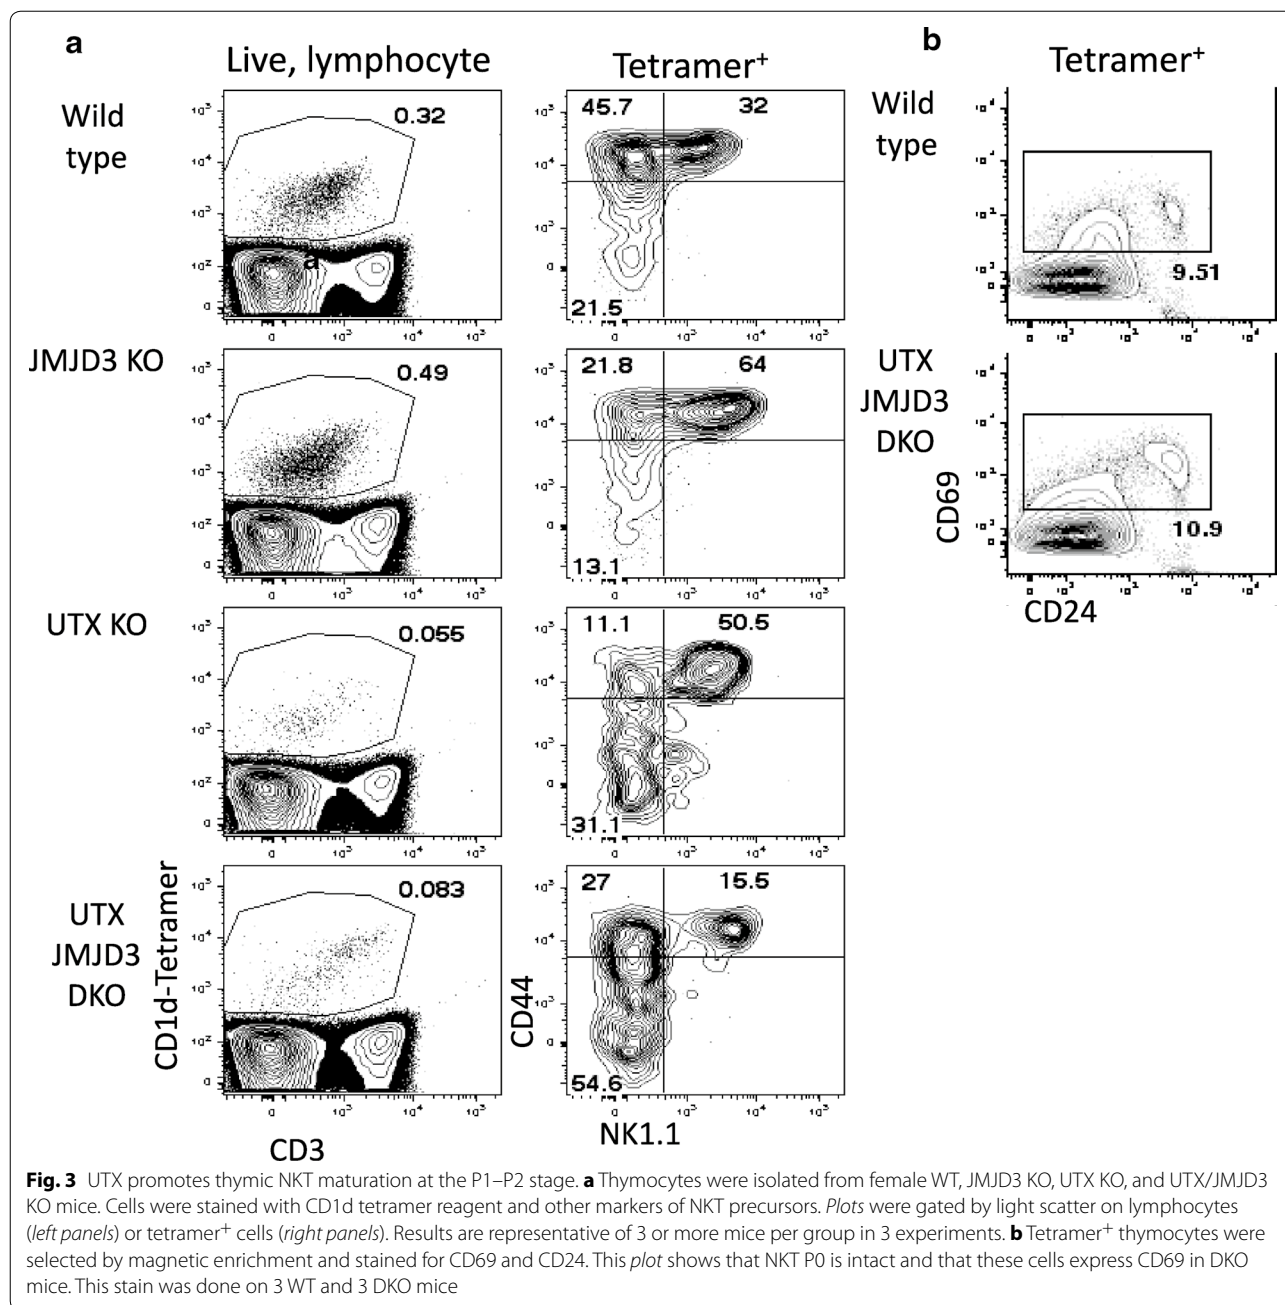 a
b
Live, lymphocyte
Tetramer⁺
Tetramer⁺
Wild
type
0.32
45.7
32
21.5
Wild
type
9.51
a
JMJD3 KO
0.49
21.8
64
13.1
UTX
JMJD3
DKO
10.9
CD69
CD24
UTX KO
0.055
11.1
50.5
31.1
UTX
JMJD3
DKO
0.083
27
15.5
54.6
CD1d-Tetramer
CD44
CD3
NK1.1
Fig. 3 UTX promotes thymic NKT maturation at the P1–P2 stage. a Thymocytes were isolated from female WT, JMJD3 KO, UTX KO, and UTX/JMJD3
KO mice. Cells were stained with CD1d tetramer reagent and other markers of NKT precursors. Plots were gated by light scatter on lymphocytes
(left panels) or tetramer⁺ cells (right panels). Results are representative of 3 or more mice per group in 3 experiments. b Tetramer⁺ thymocytes were
selected by magnetic enrichment and stained for CD69 and CD24. This plot shows that NKT P0 is intact and that these cells express CD69 in DKO
mice. This stain was done on 3 WT and 3 DKO mice